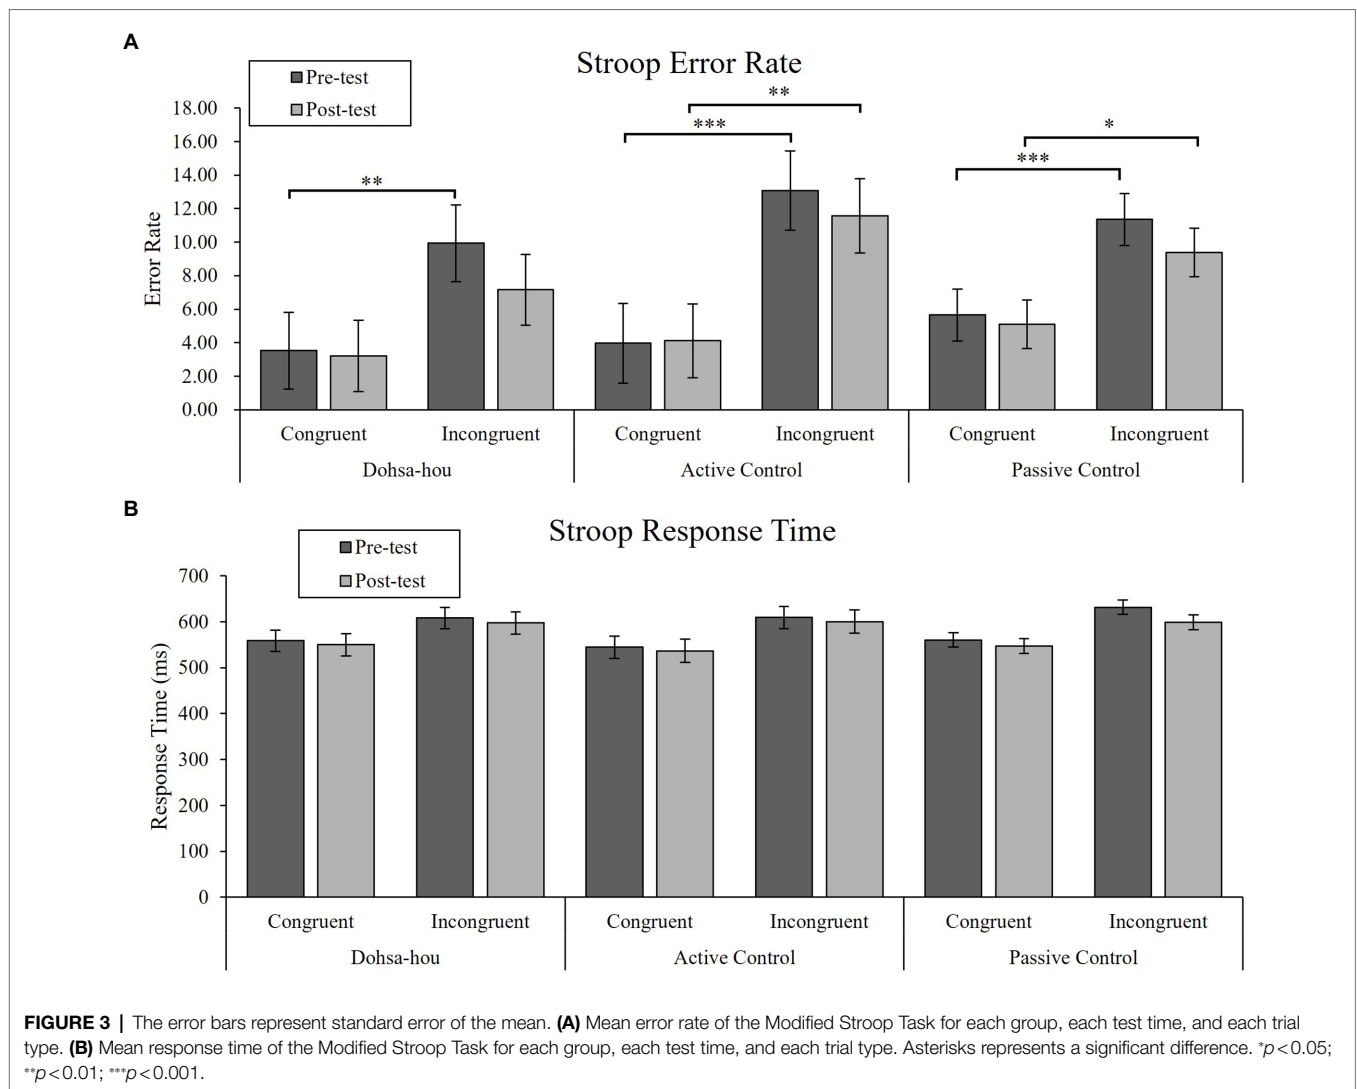 A
Stroop Error Rate
Pre-test
Post-test
18.00
16.00
14.00
12.00
10.00
8.00
6.00
4.00
2.00
0.00
Error Rate
**
***
**
***
*
Congruent Incongruent Congruent Incongruent Congruent Incongruent
Dohsa-hou Active Control Passive Control
B
Stroop Response Time
Pre-test
Post-test
700
600
500
400
300
200
100
0
Response Time (ms)
Congruent Incongruent Congruent Incongruent Congruent Incongruent
Dohsa-hou Active Control Passive Control
FIGURE 3 | The error bars represent standard error of the mean. (A) Mean error rate of the Modified Stroop Task for each group, each test time, and each trial
type. (B) Mean response time of the Modified Stroop Task for each group, each test time, and each trial type. Asterisks represents a significant difference. *p<0.05;
**p<0.01; ***p<0.001.